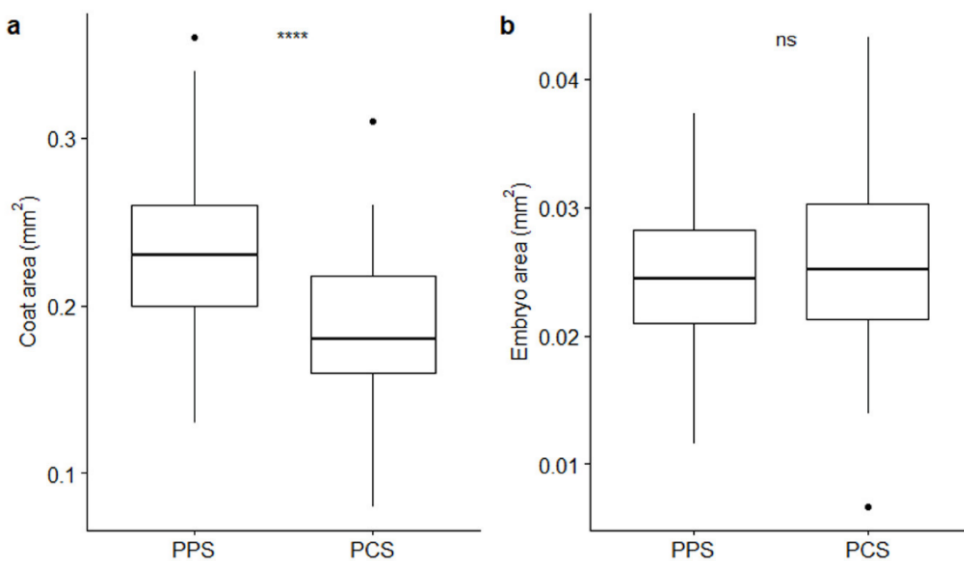 a
****
0.3
0.2
0.1
Coat area (mm²)
PPS PCS
b
ns
0.04
0.03
0.02
0.01
Embryo area (mm²)
PPS PCS